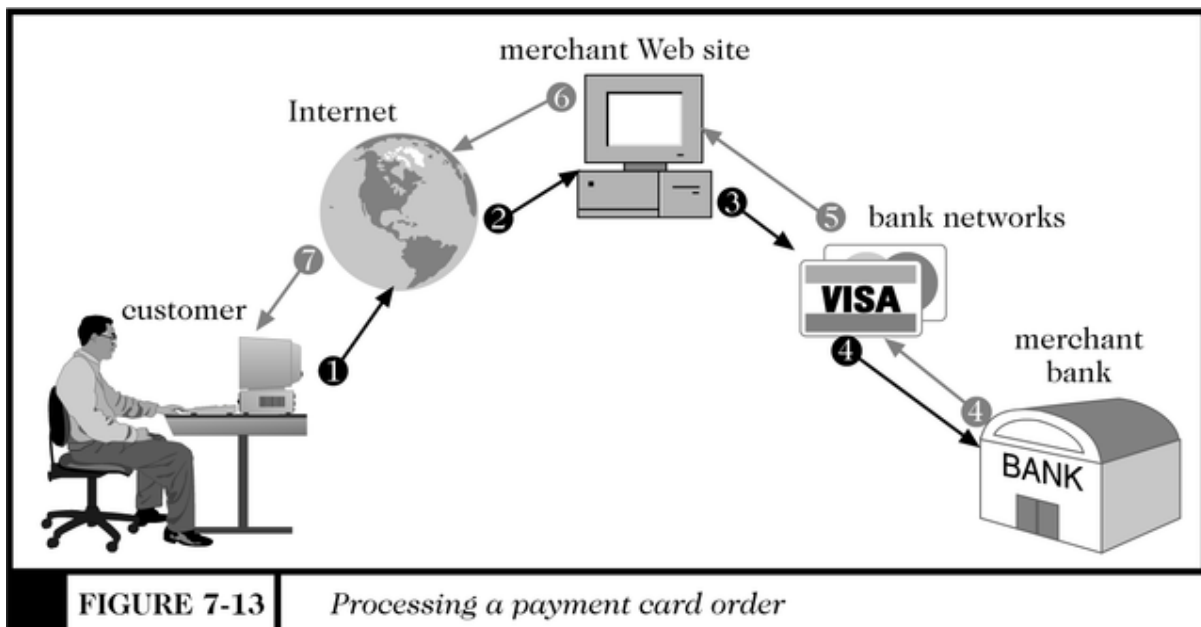 merchant Web site
6
Internet
2
3
5
bank networks
7
customer
VISA
1
4
merchant
bank
4
BANK
FIGURE 7-13
Processing a payment card order